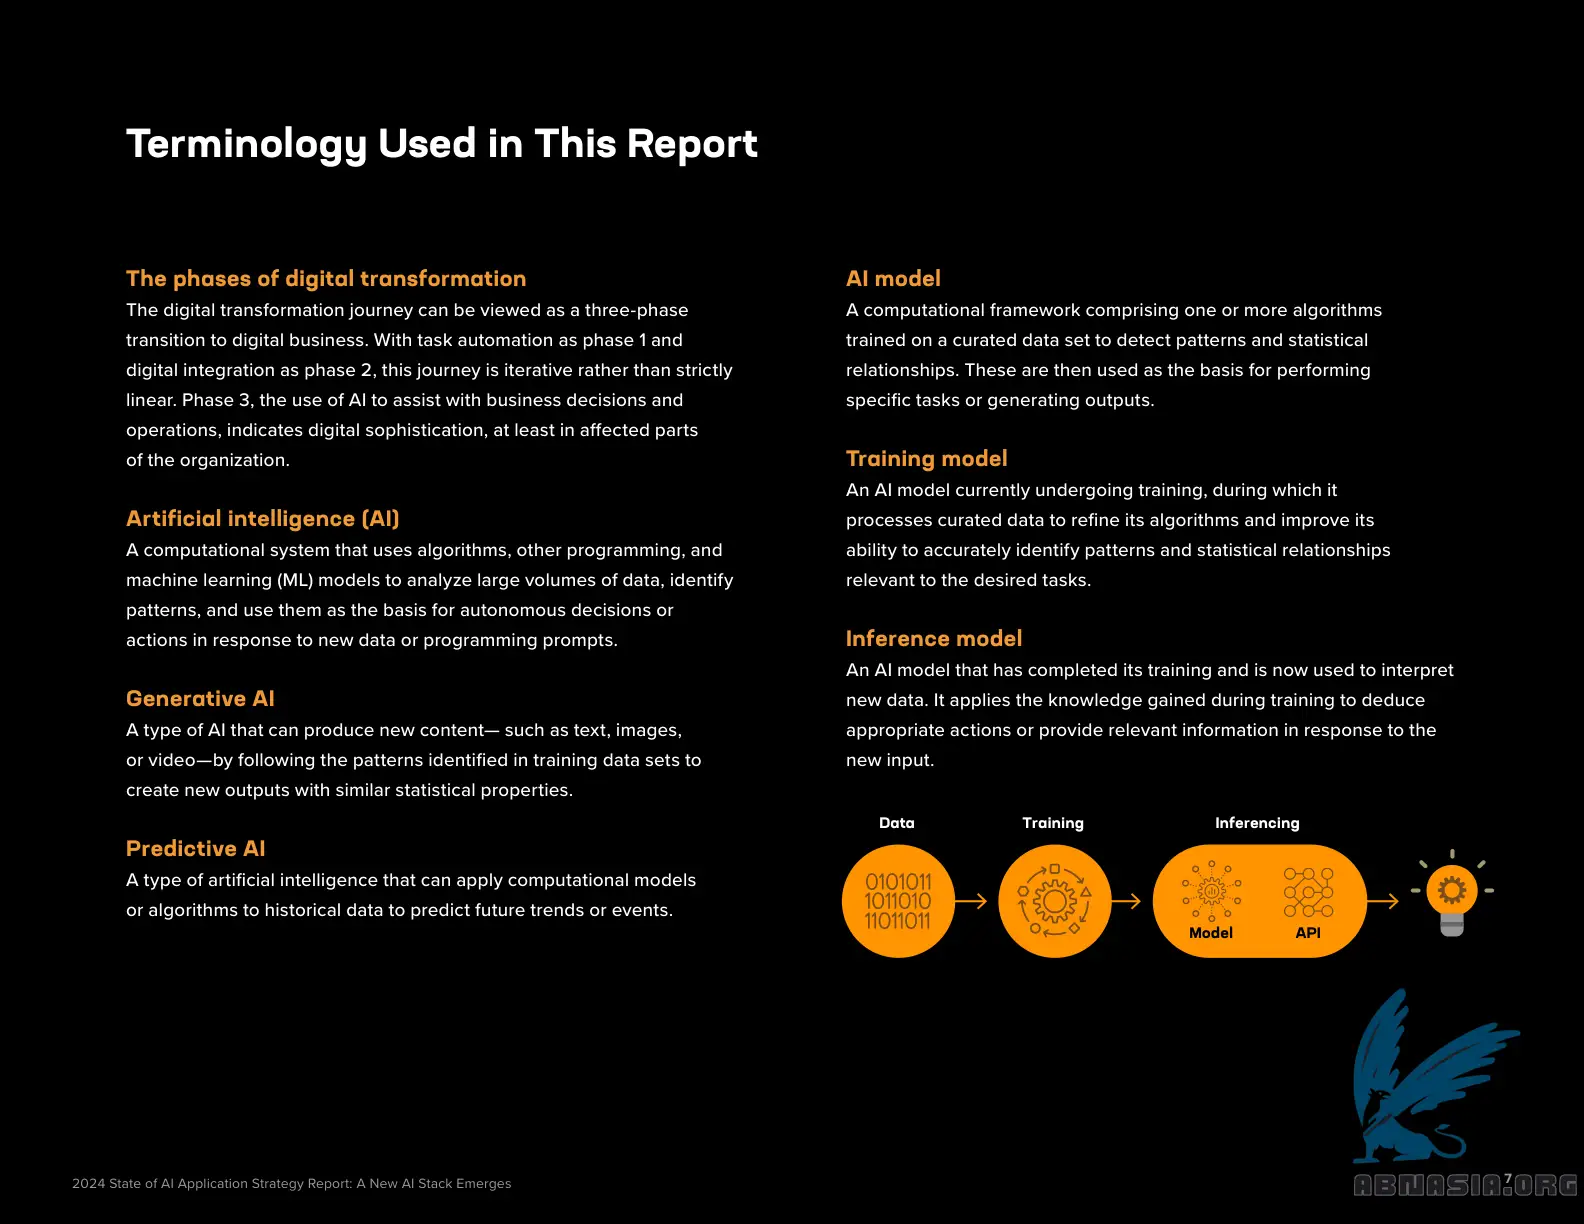 Terminology Used in This Report
The phases of digital transformation
The digital transformation journey can be viewed as a three-phase
transition to digital business. With task automation as phase 1 and
digital integration as phase 2, this journey is iterative rather than strictly
linear. Phase 3, the use of AI to assist with business decisions and
operations, indicates digital sophistication, at least in affected parts
of the organization.
Artificial intelligence (AI)
A computational system that uses algorithms, other programming, and
machine learning (ML) models to analyze large volumes of data, identify
patterns, and use them as the basis for autonomous decisions or
actions in response to new data or programming prompts.
Generative AI
A type of AI that can produce new content— such as text, images,
or video—by following the patterns identified in training data sets to
create new outputs with similar statistical properties.
Predictive AI
A type of artificial intelligence that can apply computational models
or algorithms to historical data to predict future trends or events.
AI model
A computational framework comprising one or more algorithms
trained on a curated data set to detect patterns and statistical
relationships. These are then used as the basis for performing
specific tasks or generating outputs.
Training model
An AI model currently undergoing training, during which it
processes curated data to refine its algorithms and improve its
ability to accurately identify patterns and statistical relationships
relevant to the desired tasks.
Inference model
An AI model that has completed its training and is now used to interpret
new data. It applies the knowledge gained during training to deduce
appropriate actions or provide relevant information in response to the
new input.
Data
Training
Inferencing
0101011
1011010
11011011
Model
API
2024 State of AI Application Strategy Report: A New AI Stack Emerges
7
ABNASIA.ORG